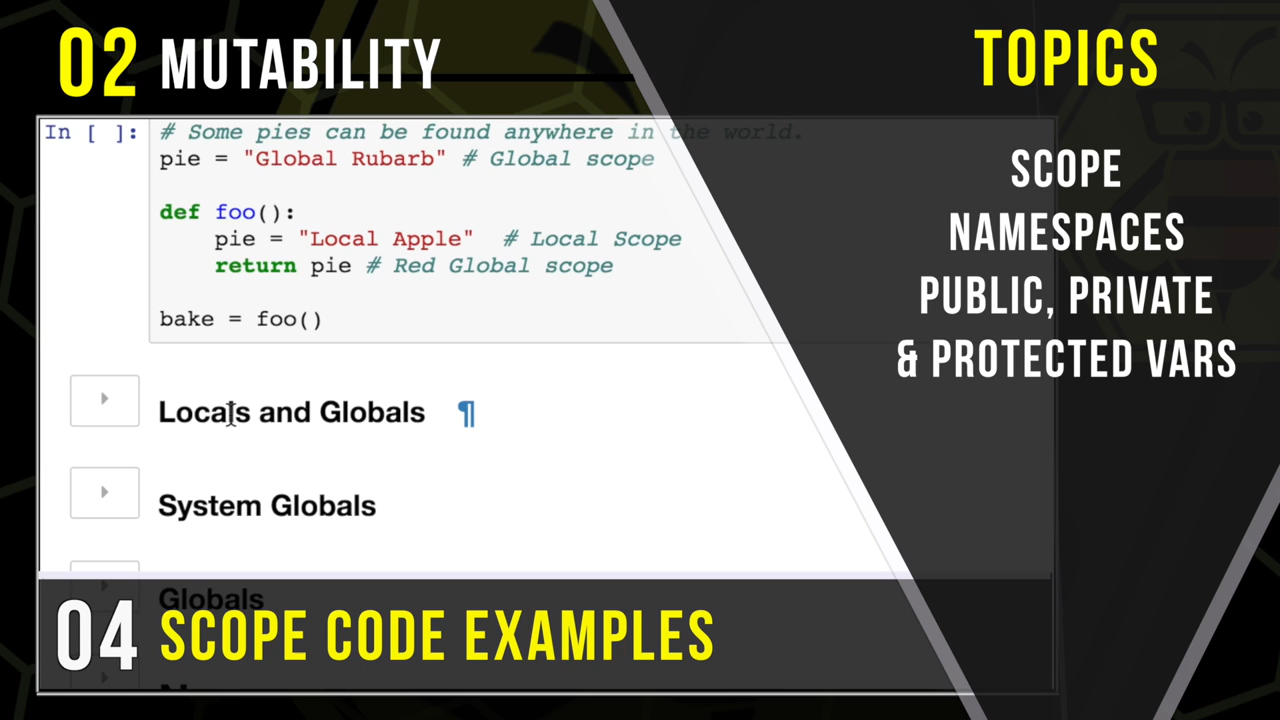 02 MUTABILITY
TOPICS
SCOPE
NAMESPACES
PUBLIC, PRIVATE
& PROTECTED VARS
In [ ]:
# Some pies can be found anywhere in the world.
pie = "Global Rubarb" # Global scope
def foo():
pie = "Local Apple" # Local Scope
return pie # Red Global scope
bake = foo()
Locals and Globals ¶
System Globals
Globals
04 SCOPE CODE EXAMPLES